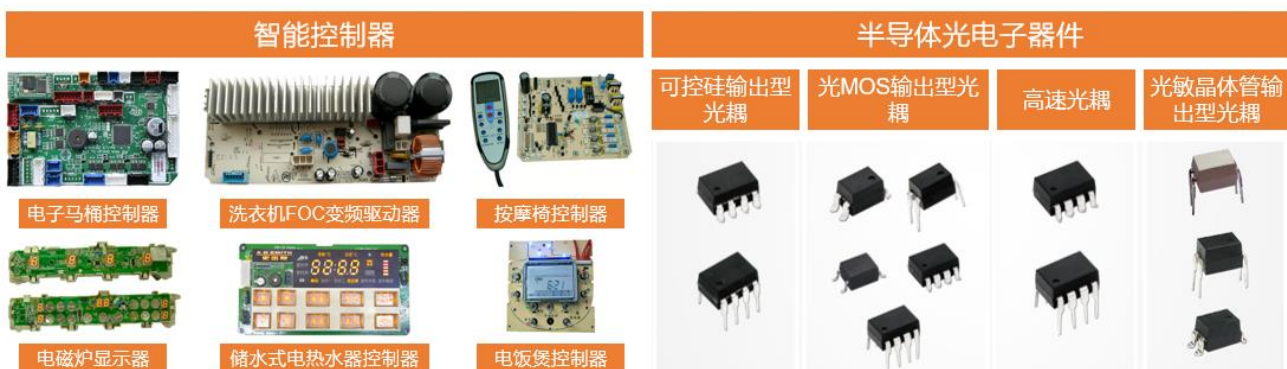 智能控制器
半导体光电子器件
可控硅输出型
光耦
光MOS输出型光
耦
高速光耦
光敏晶体管输
出型光耦
电子马桶控制器
洗衣机FOC变频驱动器
按摩椅控制器
88:88
621
电磁炉显示器
储水式电热水器控制器
电饭煲控制器